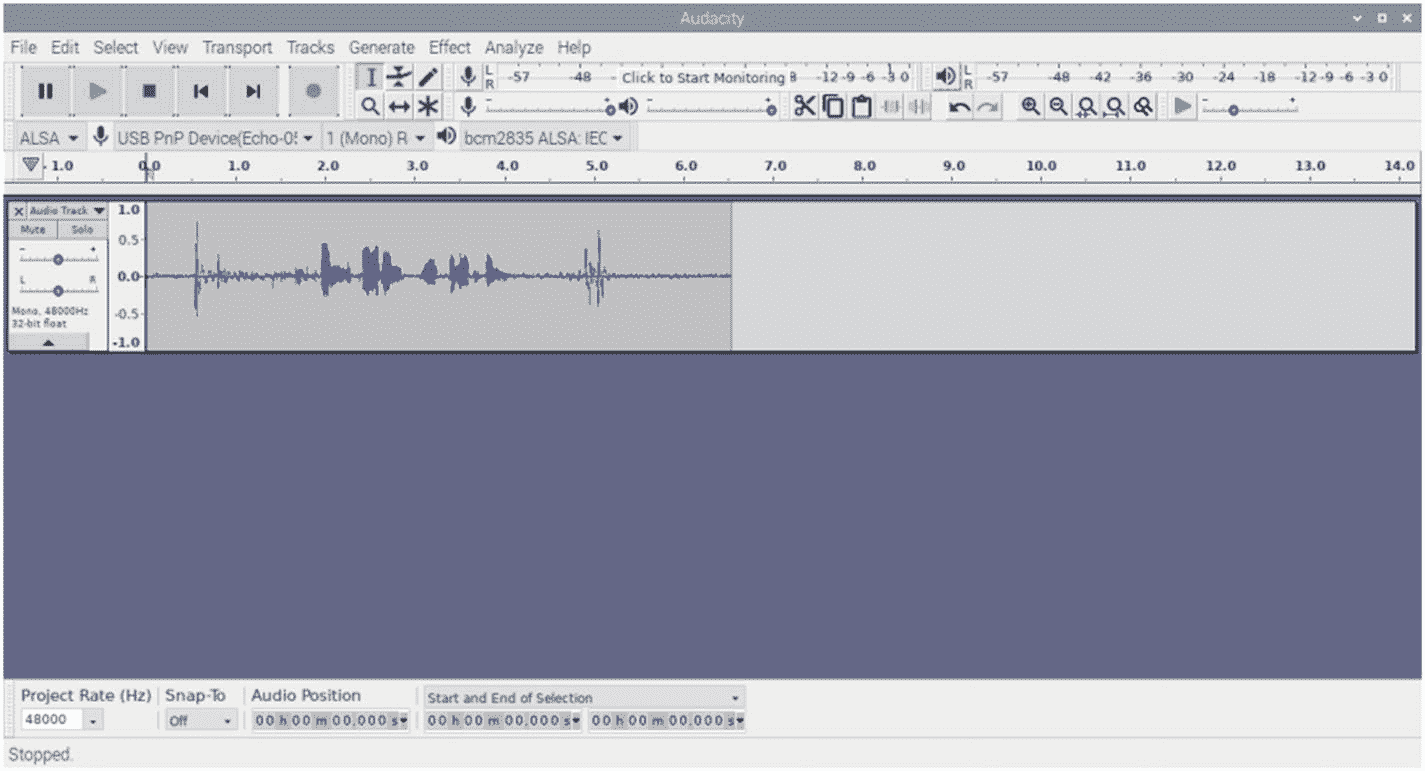 Audacity
File Edit Select View Transport Tracks Generate Effect Analyze Help
L -57 -48 - Click to Start Monitoring 8 -12 -9 -6 -3 0 L -57 -48 -42 -36 -30 -24 -18 -12 -9 -6 -3 0
R R
- + - + - +
ALSA USB PnP Device(Echo-05 1 (Mono) R bcm2835 ALSA: IEC
- 1.0 0.0 1.0 2.0 3.0 4.0 5.0 6.0 7.0 8.0 9.0 10.0 11.0 12.0 13.0 14.0
X Audio Track 1.0
Mute Solo
- + 0.5
0.0
L R
Mono, 48000Hz -0.5
32-bit float
-1.0
Project Rate (Hz) Snap-To Audio Position Start and End of Selection
48000 Off 00 h 00 m 00.000 s 00 h 00 m 00.000 s 00 h 00 m 00.000 s
Stopped.